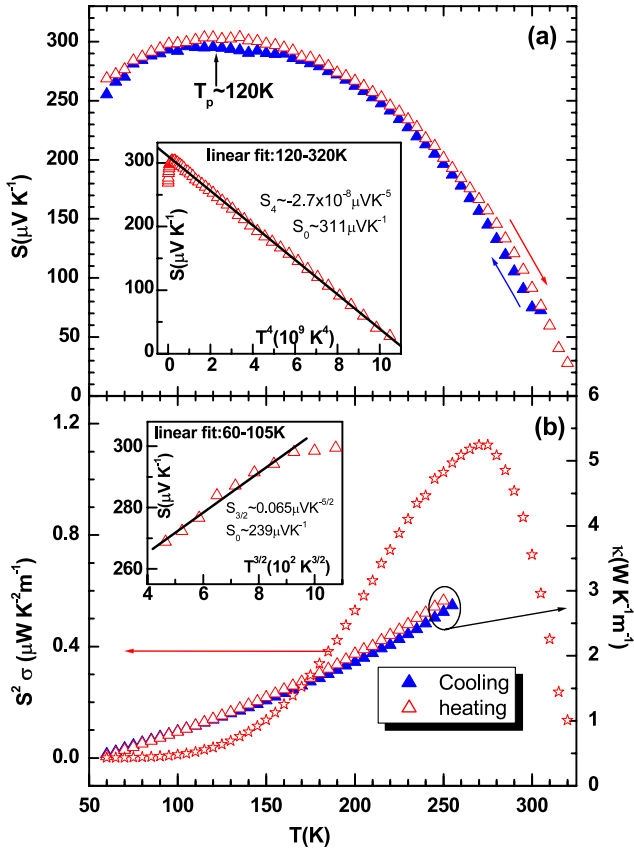 (a)
300
250
200
150
100
50
0
S(μV K⁻¹)
Tₚ~120K
linear fit:120-320K
S₄~-2.7x10⁻⁸μVK⁻⁵
S₀~311μVK⁻¹
300
200
100
0
S(μV K⁻¹)
T⁴(10⁹ K⁴)
0 2 4 6 8 10
(b)
1.2
0.8
0.4
0.0
S² σ (μW K⁻²m⁻¹)
linear fit:60-105K
300
280
260
S(μV K⁻¹)
S₃/₂~0.065μVK⁻⁵/²
S₀~239μVK⁻¹
T³/²(10² K³/²)
4 6 8 10
6
5
4
3
2
1
0
κ(W K⁻¹m⁻¹)
Cooling
heating
50 100 150 200 250 300
T(K)